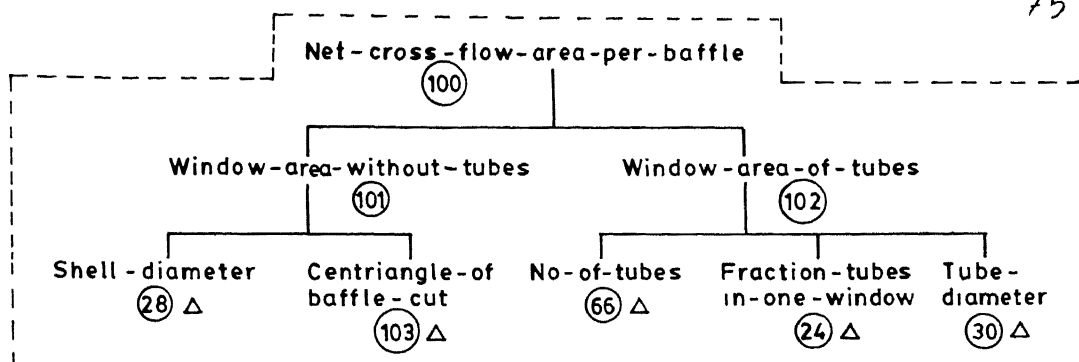 75
Net-cross-flow-area-per-baffle
100
Window-area-without-tubes
101
Window-area-of-tubes
102
Shell-diameter
28 Δ
Centriangle-of
baffle-cut
103 Δ
No-of-tubes
66 Δ
Fraction-tubes
in-one-window
24 Δ
Tube-
diameter
30 Δ